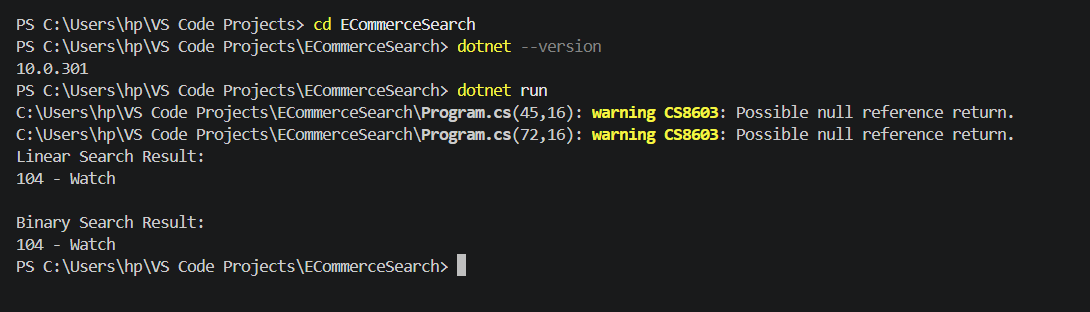 PS C:\Users\hp\VS Code Projects> cd ECommerceSearch
PS C:\Users\hp\VS Code Projects\ECommerceSearch> dotnet --version
10.0.301
PS C:\Users\hp\VS Code Projects\ECommerceSearch> dotnet run
C:\Users\hp\VS Code Projects\ECommerceSearch\Program.cs(45,16): warning CS8603: Possible null reference return.
C:\Users\hp\VS Code Projects\ECommerceSearch\Program.cs(72,16): warning CS8603: Possible null reference return.
Linear Search Result:
104 - Watch

Binary Search Result:
104 - Watch
PS C:\Users\hp\VS Code Projects\ECommerceSearch>